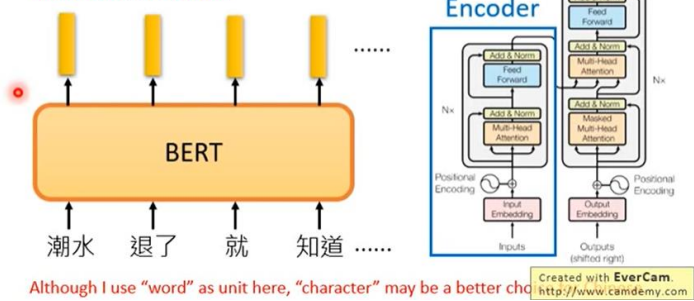 Encoder
......
BERT
潮水 退了 就 知道 ......
Add & Norm
Feed
Forward
Nx
Add & Norm
Multi-Head
Attention
Positional
Encoding
Input
Embedding
Inputs
Feed
Forward
Add & Norm
Multi-Head
Attention
Nx
Add & Norm
Masked
Multi-Head
Attention
Positional
Encoding
Output
Embedding
Outputs
(shifted right)
Although I use “word” as unit here, “character” may be a better
Created with EverCam.
http://www.camdemy.com